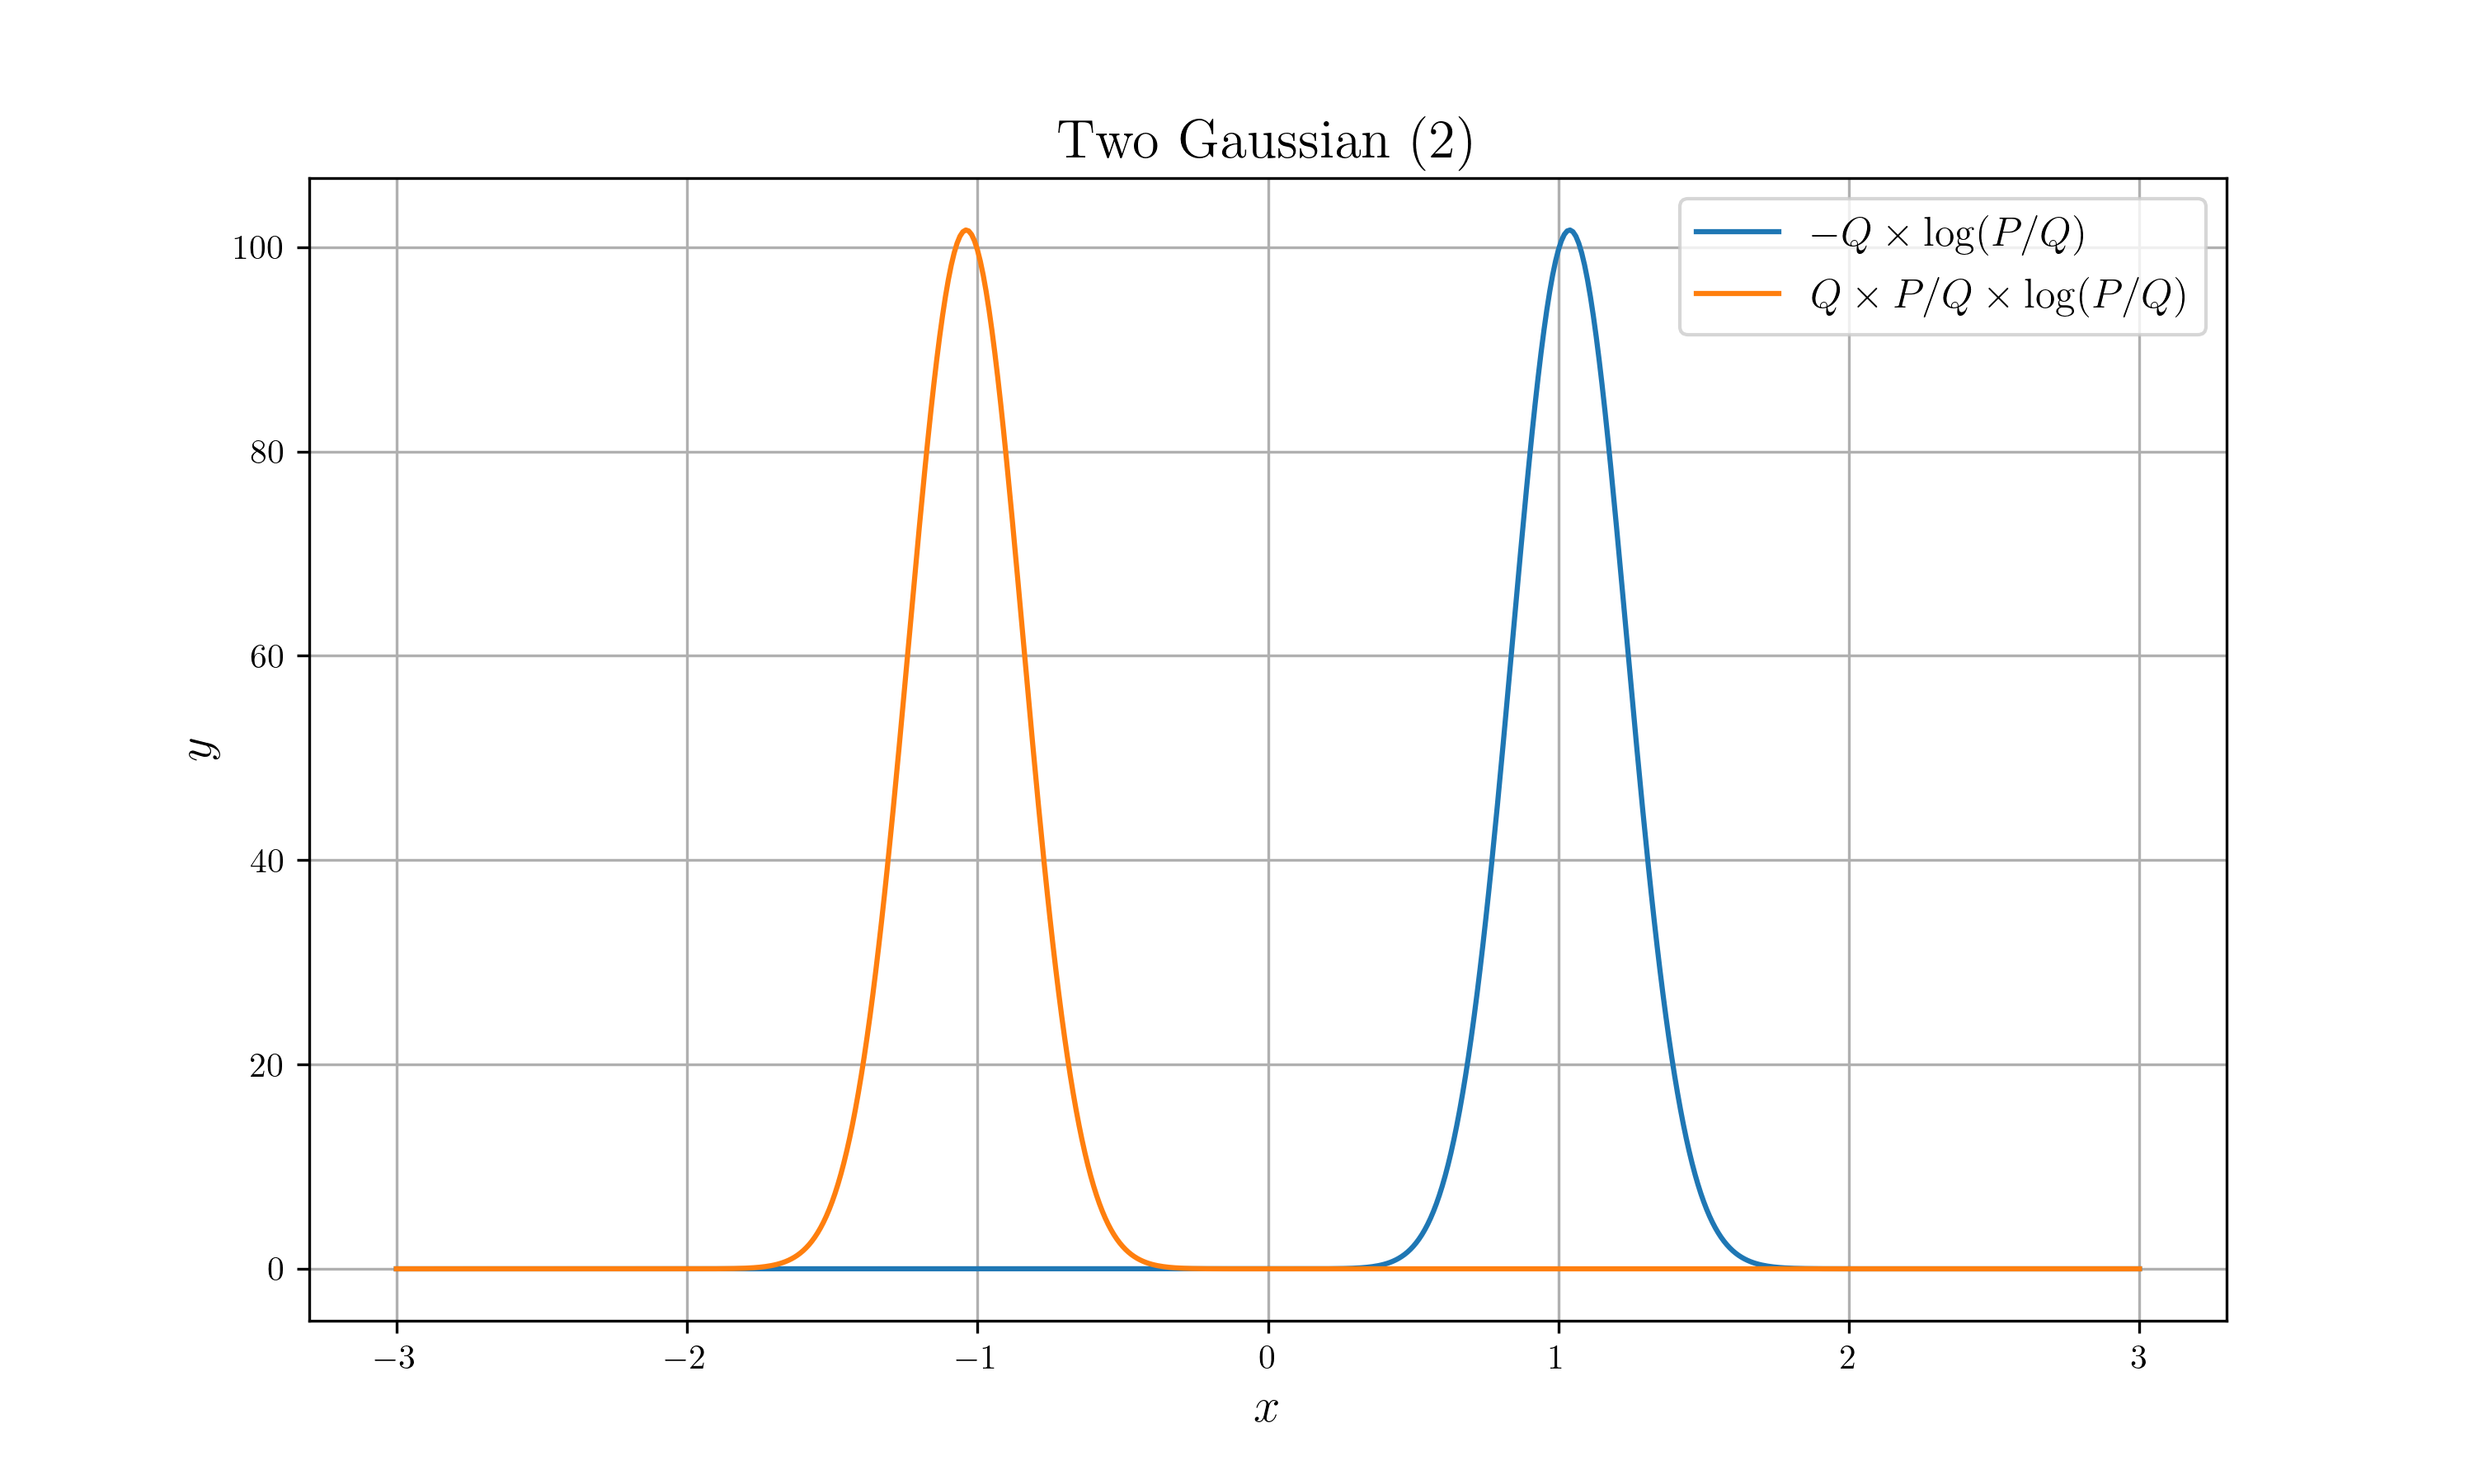 Two Gaussian (2)
−Q × log(P/Q)
Q × P/Q × log(P/Q)
100
80
60
40
20
0
y
−3 −2 −1 0 1 2 3
x